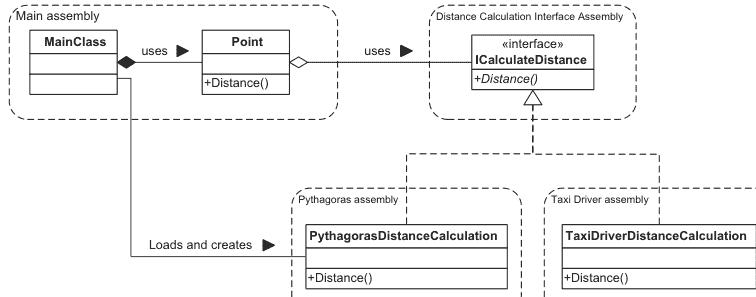 Main assembly
MainClass
uses
Point
+Distance()
uses
Distance Calculation Interface Assembly
«interface»
ICalculateDistance
+Distance()
Loads and creates
Pythagoras assembly
PythagorasDistanceCalculation
+Distance()
Taxi Driver assembly
TaxiDriverDistanceCalculation
+Distance()